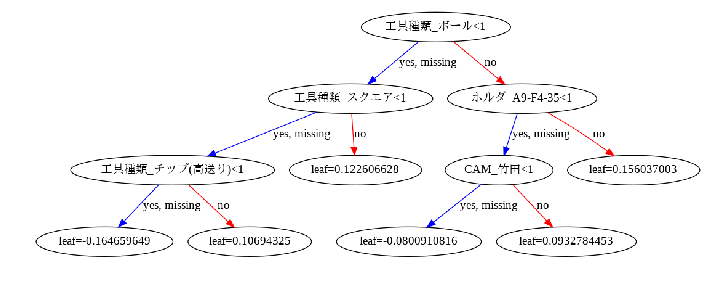 工具種類_ボール<1
yes, missing
no
工具種類_スクエア<1
ホルダ_A9-F4-35<1
yes, missing
no
yes, missing
no
工具種類_チップ(高送り)<1
leaf=0.122606628
CAM_竹田<1
leaf=0.156037003
yes, missing
no
yes, missing
no
leaf=-0.164659649
leaf=0.10694325
leaf=-0.0800910816
leaf=0.0932784453